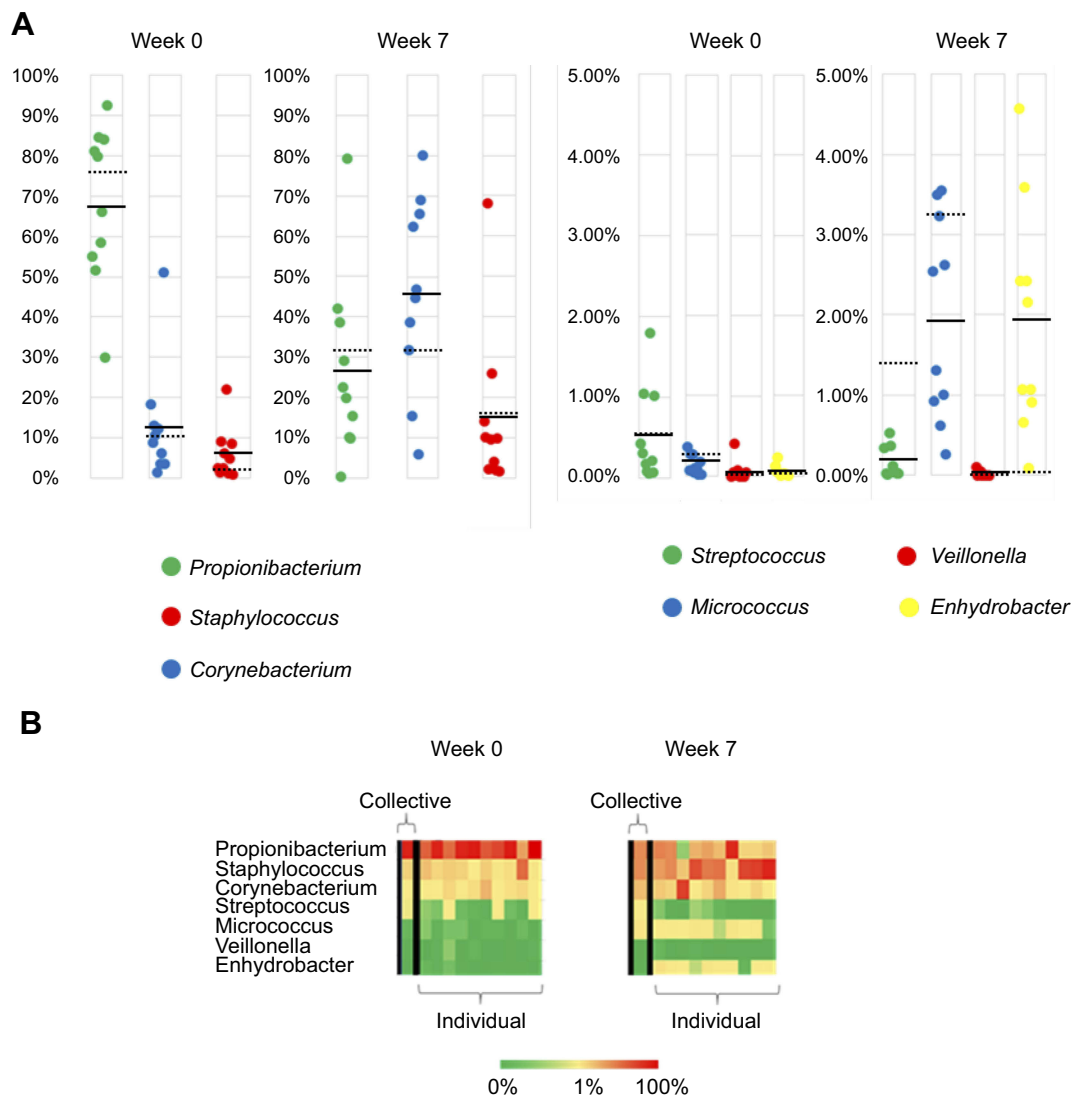 A
Week 0
Week 7
Week 0
Week 7
100%
90%
80%
70%
60%
50%
40%
30%
20%
10%
0%
100%
90%
80%
70%
60%
50%
40%
30%
20%
10%
0%
5.00%
4.00%
3.00%
2.00%
1.00%
0.00%
5.00%
4.00%
3.00%
2.00%
1.00%
0.00%
Propionibacterium
Staphylococcus
Corynebacterium
Streptococcus
Micrococcus
Veillonella
Enhydrobacter
B
Week 0
Week 7
Collective
Collective
Propionibacterium
Staphylococcus
Corynebacterium
Streptococcus
Micrococcus
Veillonella
Enhydrobacter
Individual
Individual
0% 1% 100%